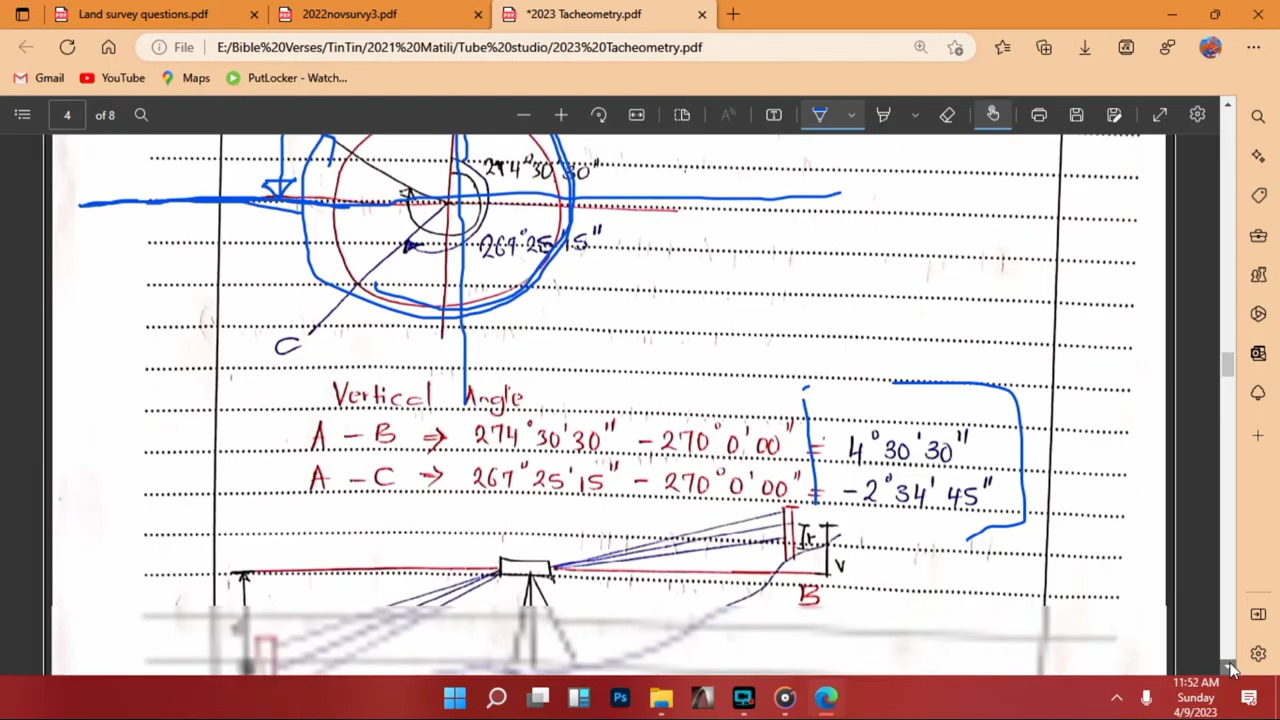 Land survey questions.pdf
2022novsurvy3.pdf
*2023 Tacheometry.pdf
File
E:/Bible%20Verses/TinTin/2021%20Matili/Tube%20studio/2023%20Tacheometry.pdf
Gmail
YouTube
Maps
PutLocker - Watch...
4 of 8
274°30'30"
267°25'15"
C
Vertical Angle
A - B ⇒ 274°30'30" - 270°0'00" = 4°30'30"
A - C → 267°25'15" - 270°0'00" = -2°34'45"
V
B
Ps
11:52 AM
Sunday
4/9/2023